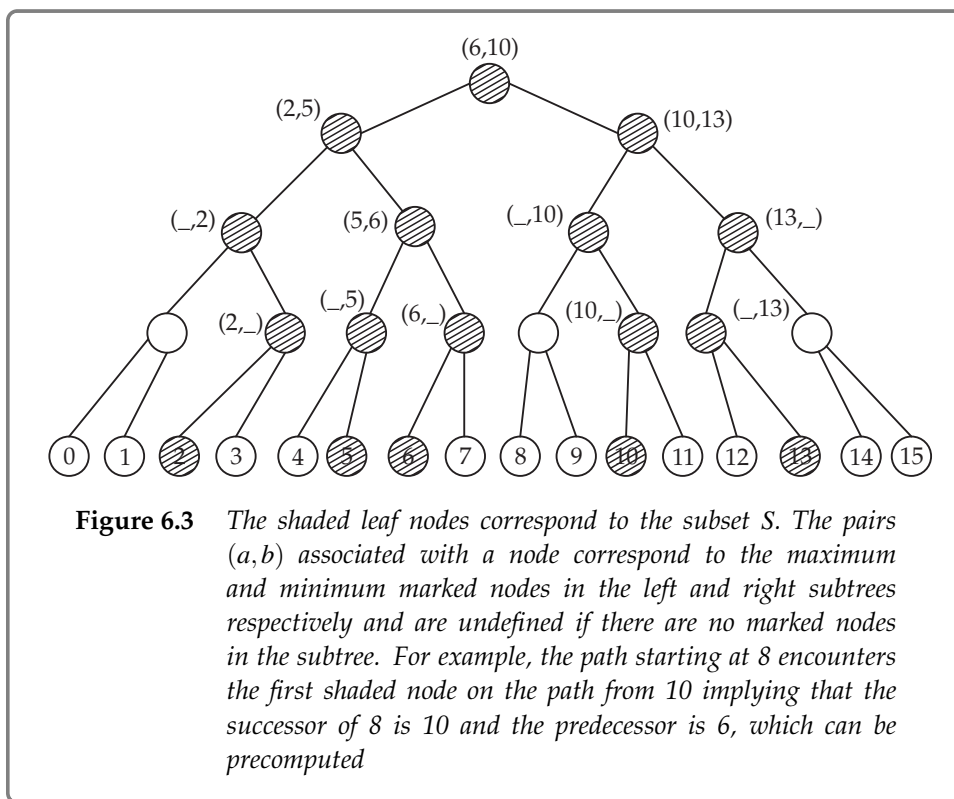 (6,10)
(2,5)
(10,13)
(_,2)
(5,6)
(_,10)
(13,_)
(2,_)
(_,5)
(6,_)
(10,_)
(_,13)
0 1 2 3 4 5 6 7 8 9 10 11 12 13 14 15
Figure 6.3 The shaded leaf nodes correspond to the subset S. The pairs
(a,b) associated with a node correspond to the maximum
and minimum marked nodes in the left and right subtrees
respectively and are undefined if there are no marked nodes
in the subtree. For example, the path starting at 8 encounters
the first shaded node on the path from 10 implying that the
successor of 8 is 10 and the predecessor is 6, which can be
precomputed